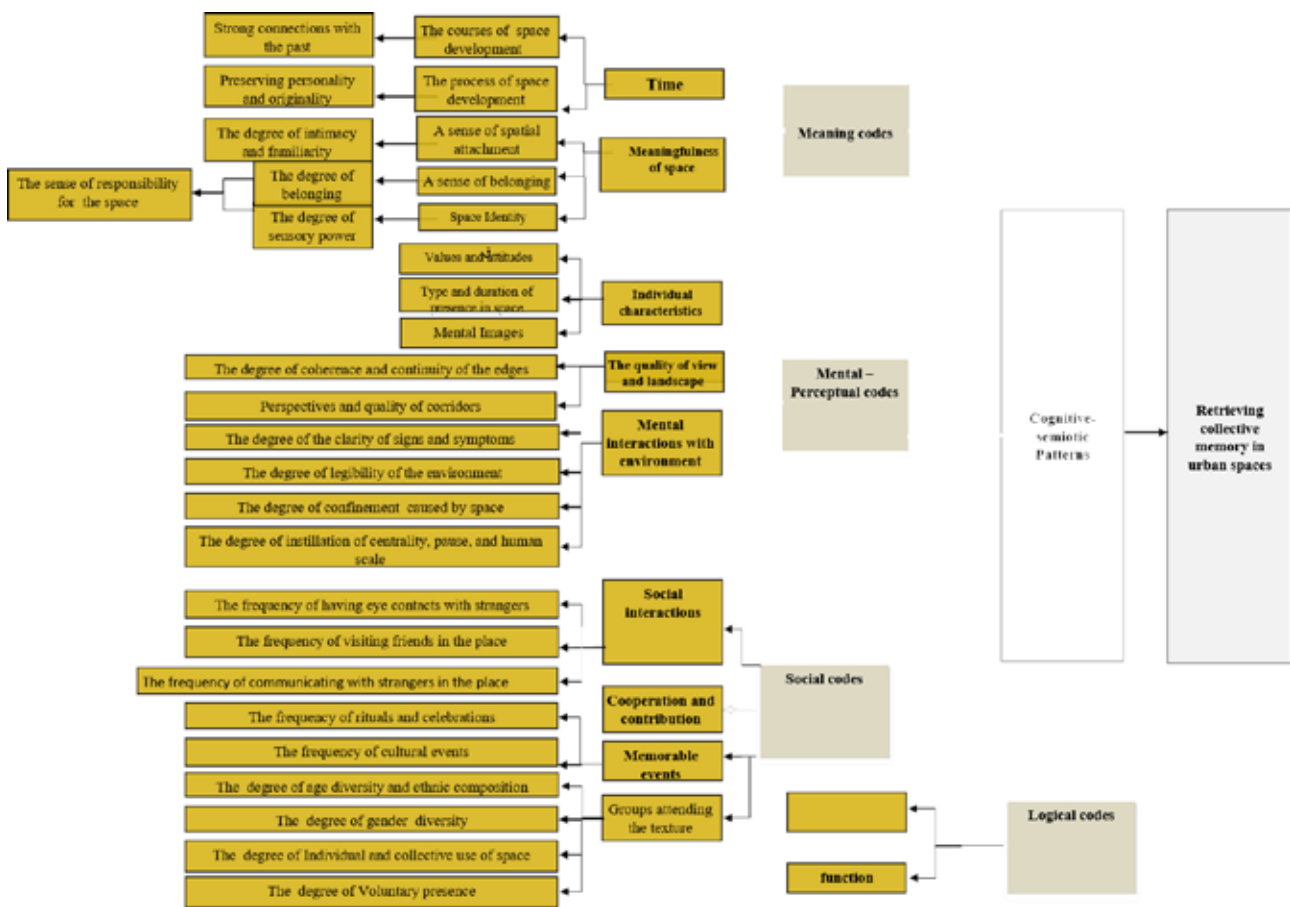 Strong connections with
the past
The courses of space
development
Preserving personality
and originality
The process of space
development
Time
The degree of intimacy
and familiarity
A sense of spatial
attachment
Meaningfulness
of space
Meaning codes
The sense of responsibility
for the space
The degree of
belonging
A sense of belonging
The degree of
sensory power
Space Identity
Values and attitudes
Type and duration of
presence in space
Mental Images
Individual
characteristics
The degree of coherence and continuity of the edges
Perspectives and quality of corridors
The quality of view
and landscape
The degree of the clarity of signs and symptoms
The degree of legibility of the environment
The degree of confinement caused by space
The degree of instillation of centrality, pause, and human
scale
Mental
interactions with
environment
Mental –
Perceptual codes
Cognitive-
semiotic
Patterns
Retrieving
collective
memory in
urban spaces
The frequency of having eye contacts with strangers
The frequency of visiting friends in the place
The frequency of communicating with strangers in the place
Social
interactions
Cooperation and
contribution
The frequency of rituals and celebrations
The frequency of cultural events
Memorable
events
Social codes
The degree of age diversity and ethnic composition
The degree of gender diversity
The degree of Individual and collective use of space
The degree of Voluntary presence
Groups attending
the texture
function
Logical codes